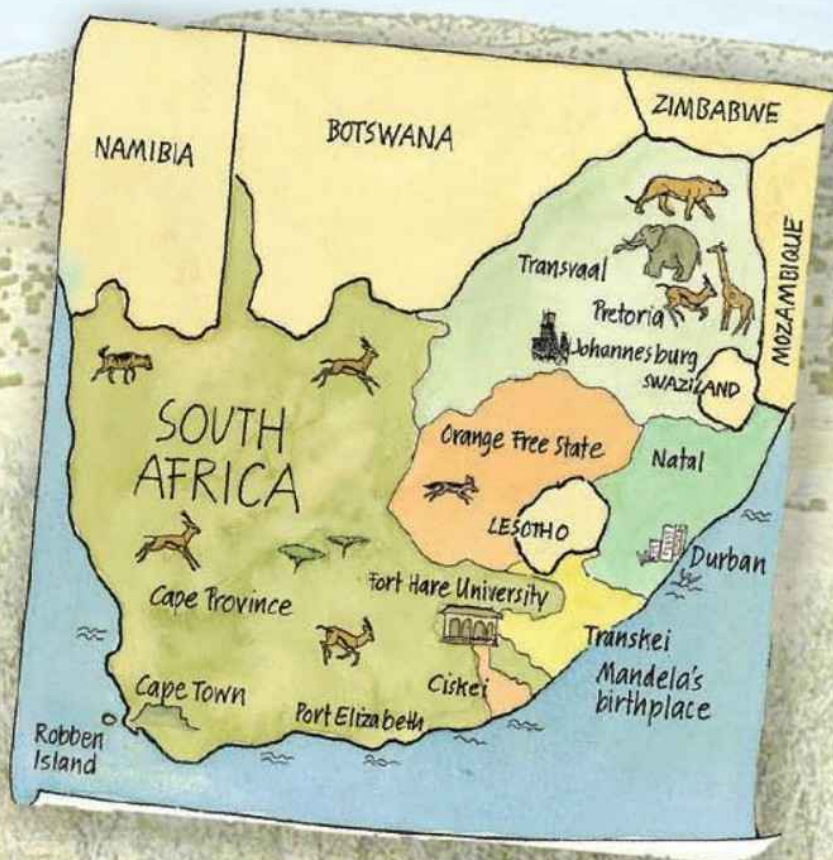 NAMIBIA
BOTSWANA
ZIMBABWE
MOZAMBIQUE
Transvaal
Pretoria
Johannesburg
SWAZILAND
SOUTH
AFRICA
Orange Free State
Natal
LESOTHO
Durban
Cape Province
Fort Hare University
Transkei
Mandela's
birthplace
Ciskei
Cape Town
Port Elizabeth
Robben
Island